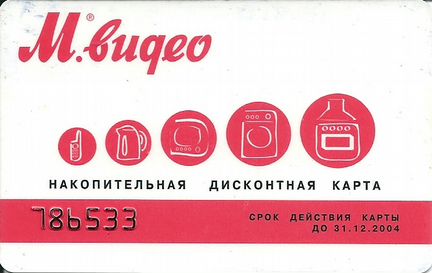 М.видео®
НАКОПИТЕЛЬНАЯ ДИСКОНТНАЯ КАРТА
786533
СРОК ДЕЙСТВИЯ КАРТЫ
ДО 31.12.2004